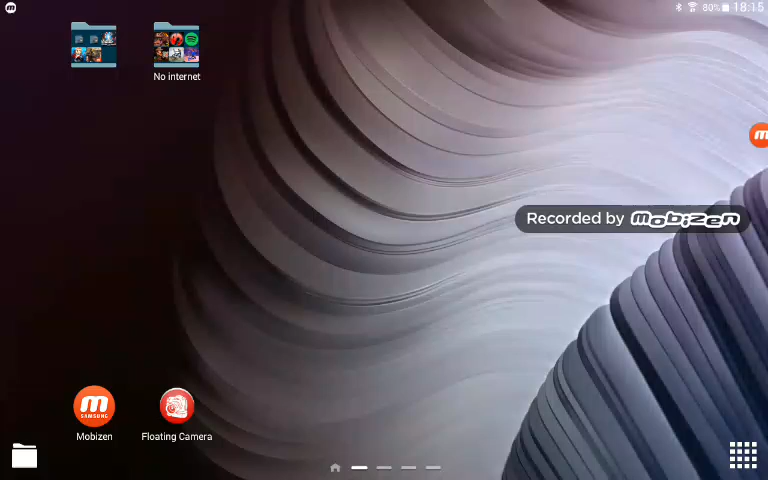 80% 18:15
No internet
Recorded by mobizen
m
SAMSUNG
Mobizen
Floating Camera